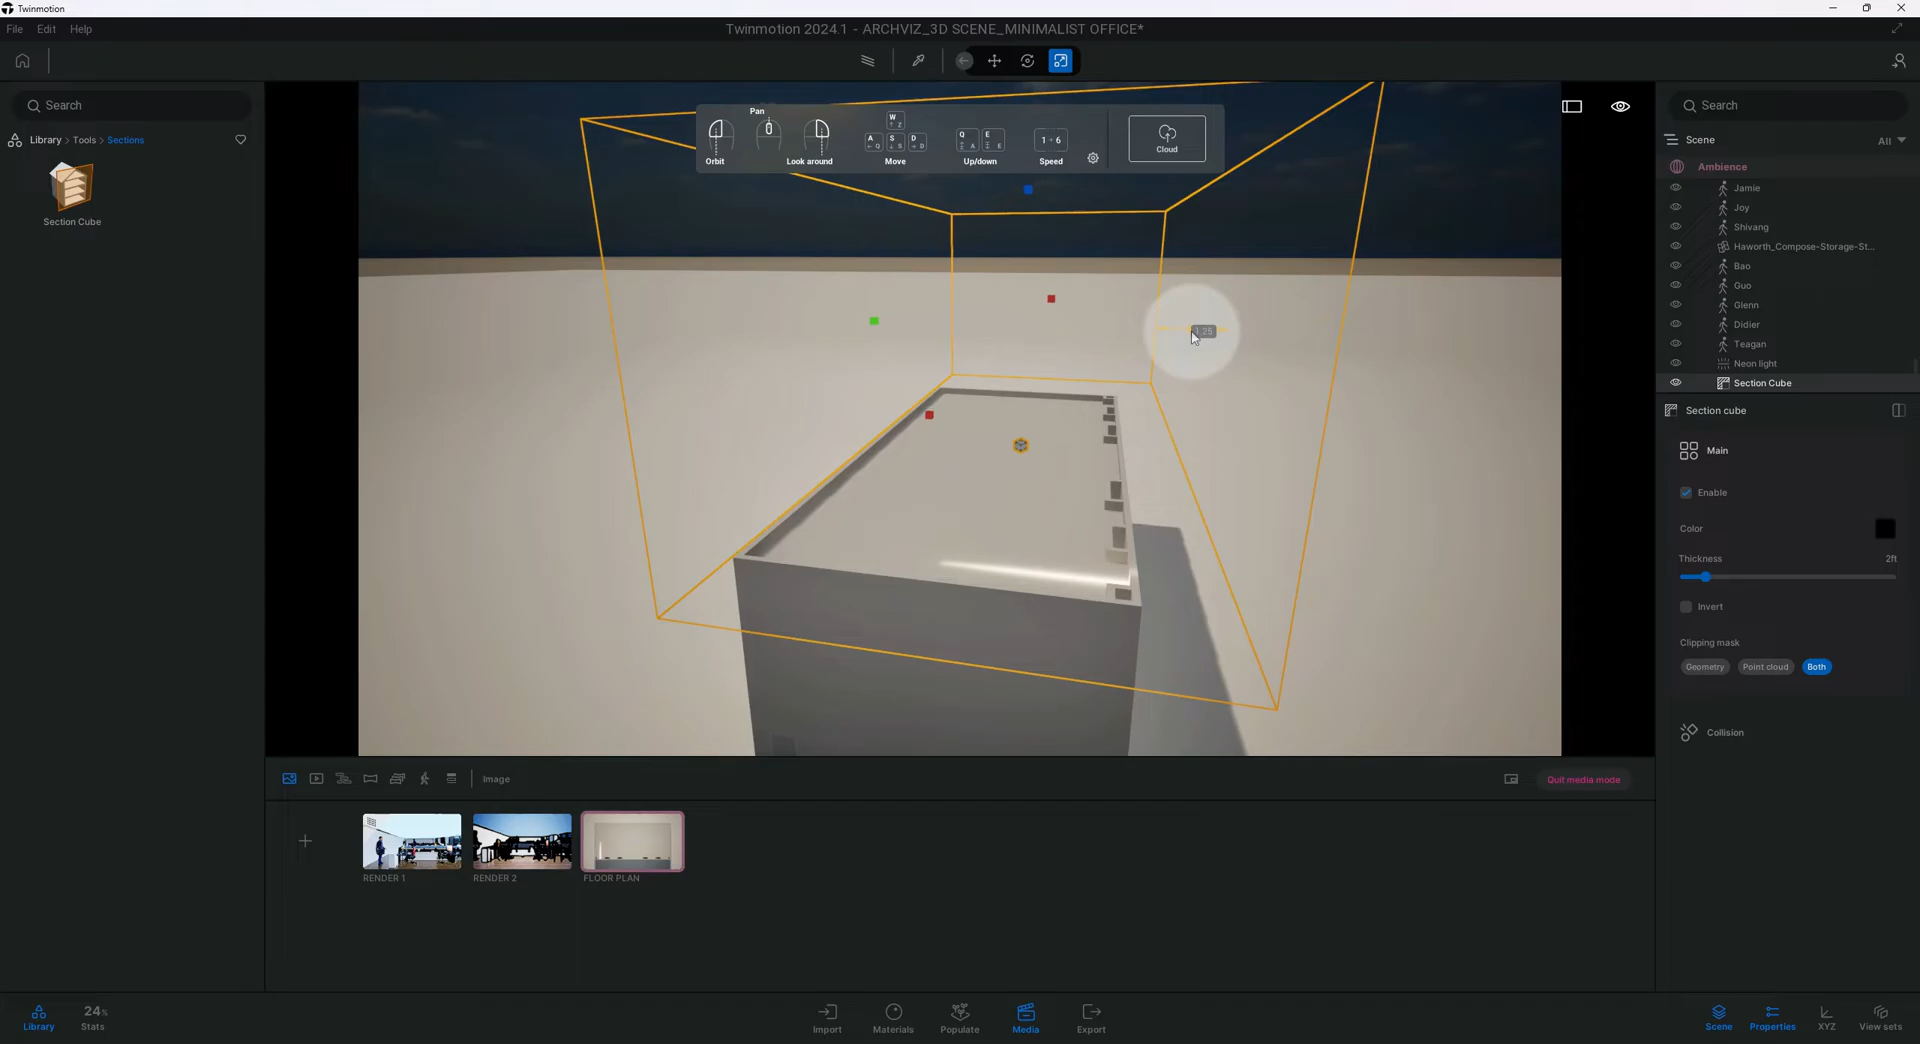 Twinmotion
File Edit Help
Twinmotion 2024.1 - ARCHVIZ_3D SCENE_MINIMALIST OFFICE*
Search
Library > Tools > Sections
Section Cube
Pan
Orbit
Look around
W
Z
A
Q
S
S
D
D
Move
Q
A
E
E
Up/down
1 6
Speed
Cloud
1.25
Search
Scene
All
Ambience
Jamie
Joy
Shivang
Haworth_Compose-Storage-St...
Bao
Guo
Glenn
Didier
Teagan
Neon light
Section Cube
Section cube
Main
Enable
Color
Thickness 2ft
Invert
Clipping mask
Geometry Point cloud Both
Collision
Image
Quit media mode
RENDER 1 RENDER 2 FLOOR PLAN
Library
24%
Stats
Import Materials Populate Media Export
Scene Properties XYZ View sets